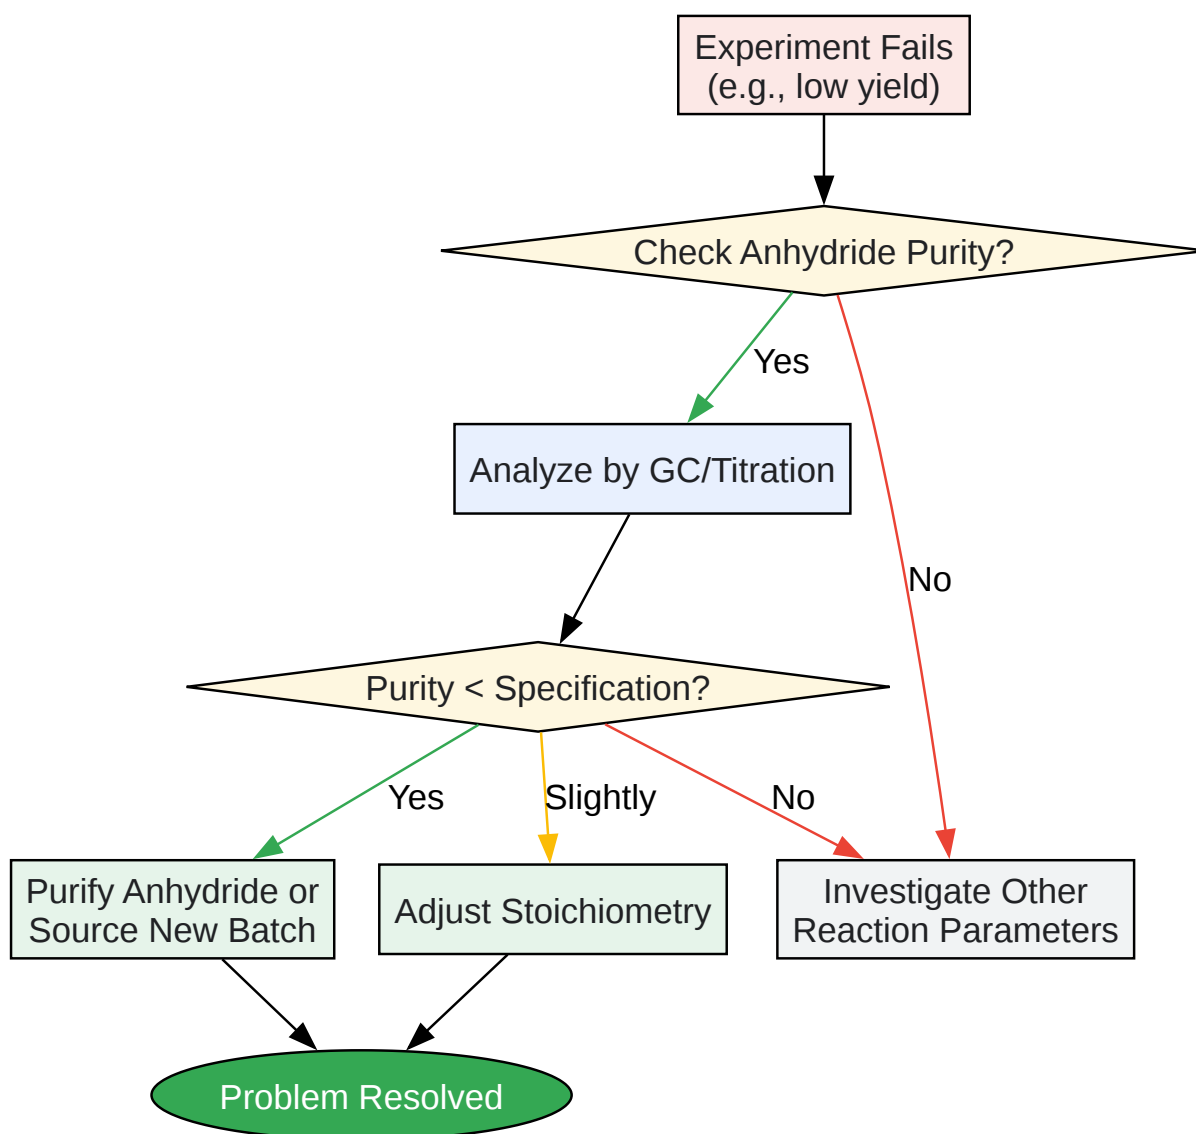 Experiment Fails
(e.g., low yield)
Check Anhydride Purity?
Yes
Analyze by GC/Titration
No
Purity < Specification?
Yes
Slightly
No
Purify Anhydride or
Source New Batch
Adjust Stoichiometry
Investigate Other
Reaction Parameters
Problem Resolved